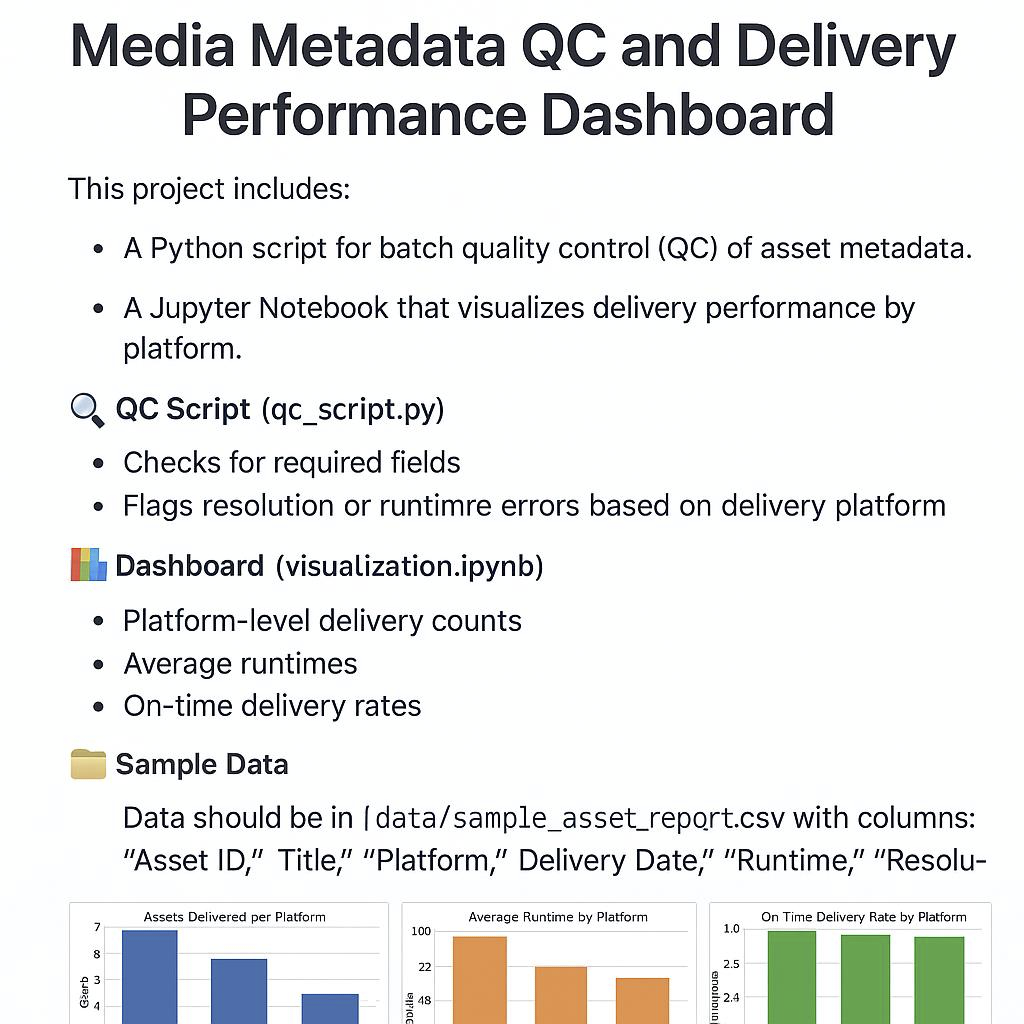 Media Metadata QC and Delivery
Performance Dashboard
This project includes:
• A Python script for batch quality control (QC) of asset metadata.
• A Jupyter Notebook that visualizes delivery performance by
platform.
QC Script (qc_script.py)
• Checks for required fields
• Flags resolution or runtimre errors based on delivery platform
Dashboard (visualization.ipynb)
• Platform-level delivery counts
• Average runtimes
• On-time delivery rates
Sample Data
Data should be in ⌈data/sample_asset_report.csv with columns:
“Asset ID,” Title,” “Platform,” Delivery Date,” “Runtime,” “Resolu-
Assets Delivered per Platform
7
8
3
4
Average Runtime by Platform
100
22
48
On Time Delivery Rate by Platform
1.0
2.5
2.4